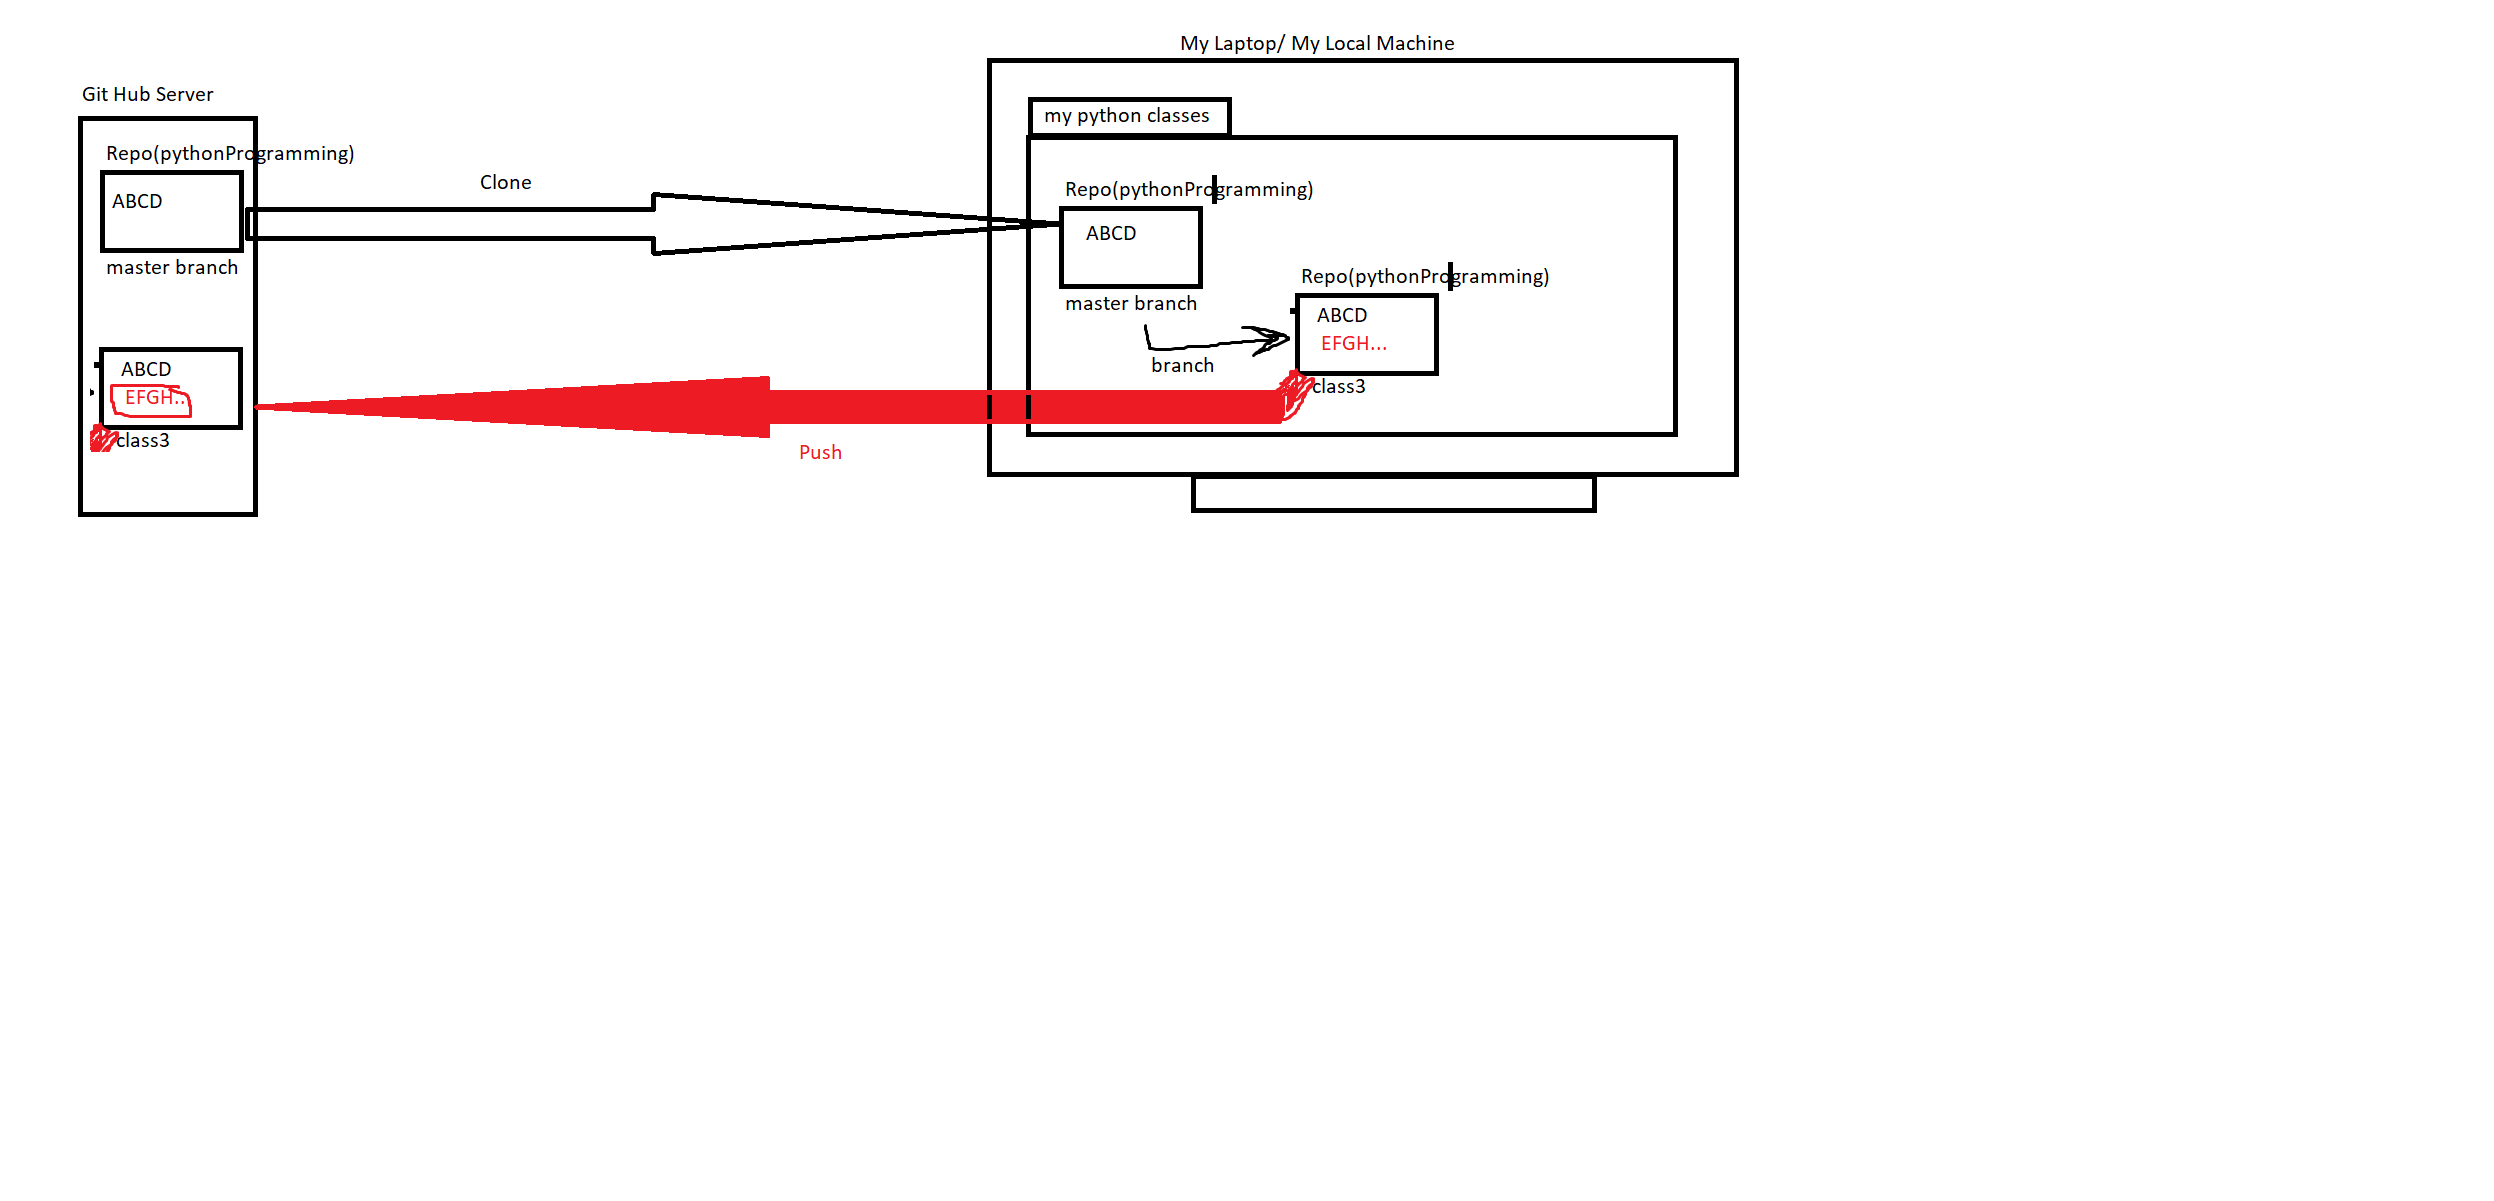 My Laptop/ My Local Machine
Git Hub Server
my python classes
Repo(pythonProgramming)
ABCD
master branch
Clone
Repo(pythonProgramming)
ABCD
master branch
branch
Repo(pythonProgramming)
ABCD
EFGH...
class3
ABCD
EFGH..
class3
Push